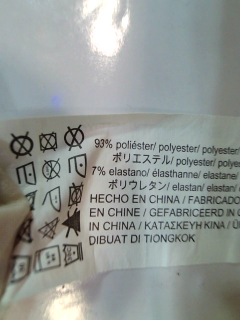 93% poliéster/ polyester/ polyester/
ポリエステル/ polyester/ polyes
7% elastano/ élasthanne/ elastane/
ポリウレタン/ elastan/ elastan/
HECHO EN CHINA / FABRICADO
EN CHINE / GEFABRICEERD IN
IN CHINA / ΚΑΤΑΣΚΕΥΗ ΚΙΝΑ /
DIBUAT DI TIONGKOK